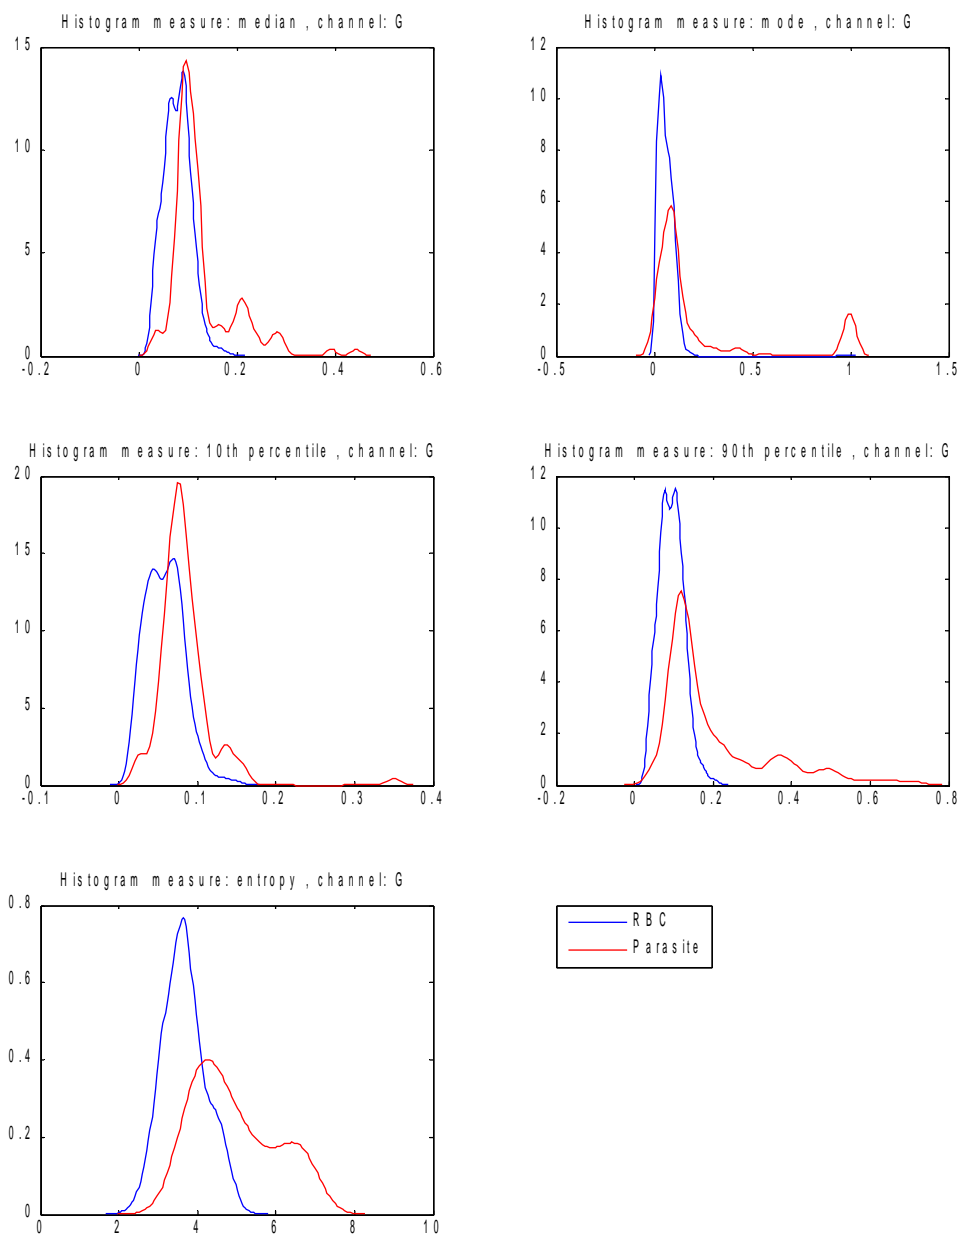 Histogram measure: median , channel: G
Histogram measure: mode, channel: G
15
10
5
0
-0.2 0 0.2 0.4 0.6
12
10
8
6
4
2
0
-0.5 0 0.5 1 1.5
Histogram measure: 10th percentile , channel: G
Histogram measure: 90th percentile , channel: G
20
15
10
5
0
-0.1 0 0.1 0.2 0.3 0.4
12
10
8
6
4
2
0
-0.2 0 0.2 0.4 0.6 0.8
Histogram measure: entropy , channel: G
0.8
0.6
0.4
0.2
0
0 2 4 6 8 10
RBC
Parasite